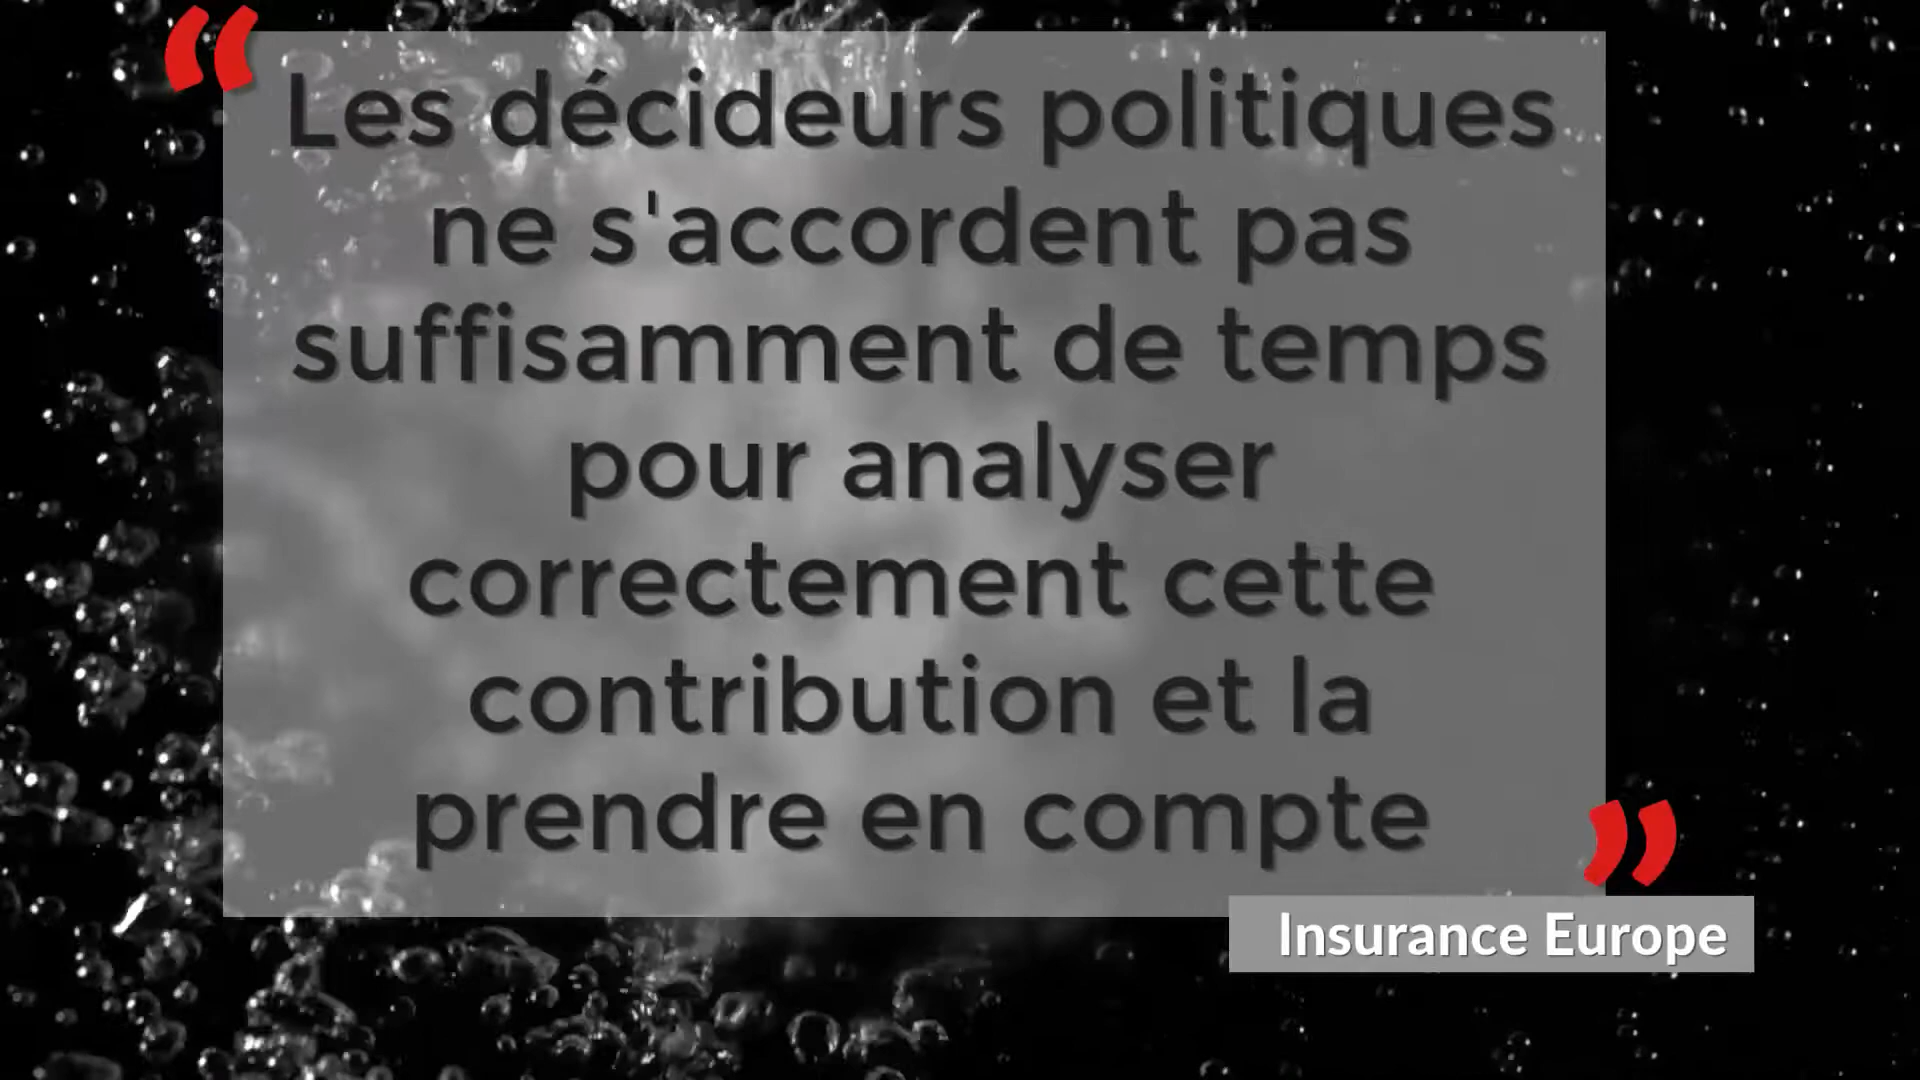 “
Les décideurs politiques
ne s'accordent pas
suffisamment de temps
pour analyser
correctement cette
contribution et la
prendre en compte
”
Insurance Europe